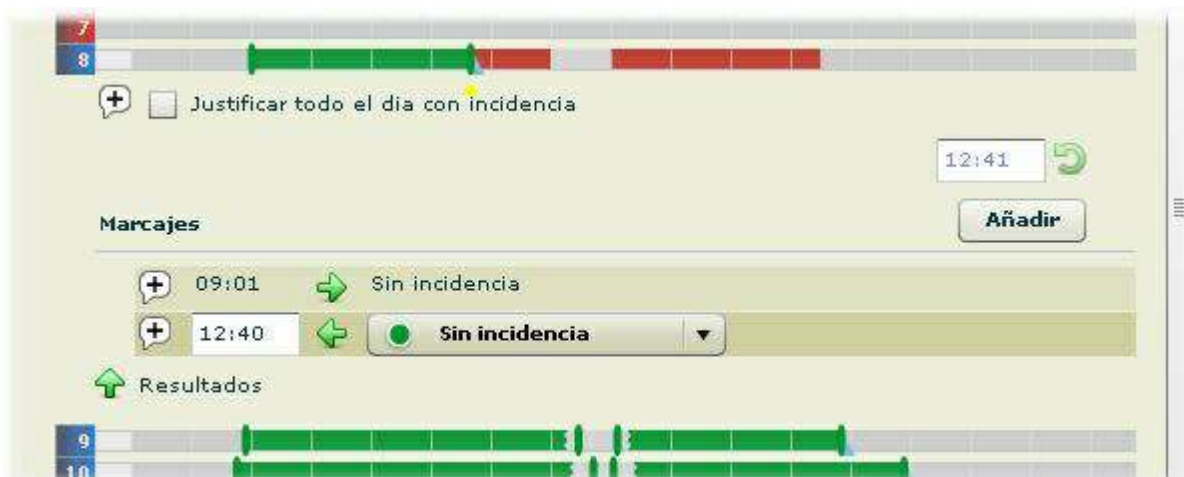 7
8
Justificar todo el dia con incidencia
12:41
Marcajes
Añadir
09:01 Sin incidencia
12:40 Sin incidencia
Resultados
9
10